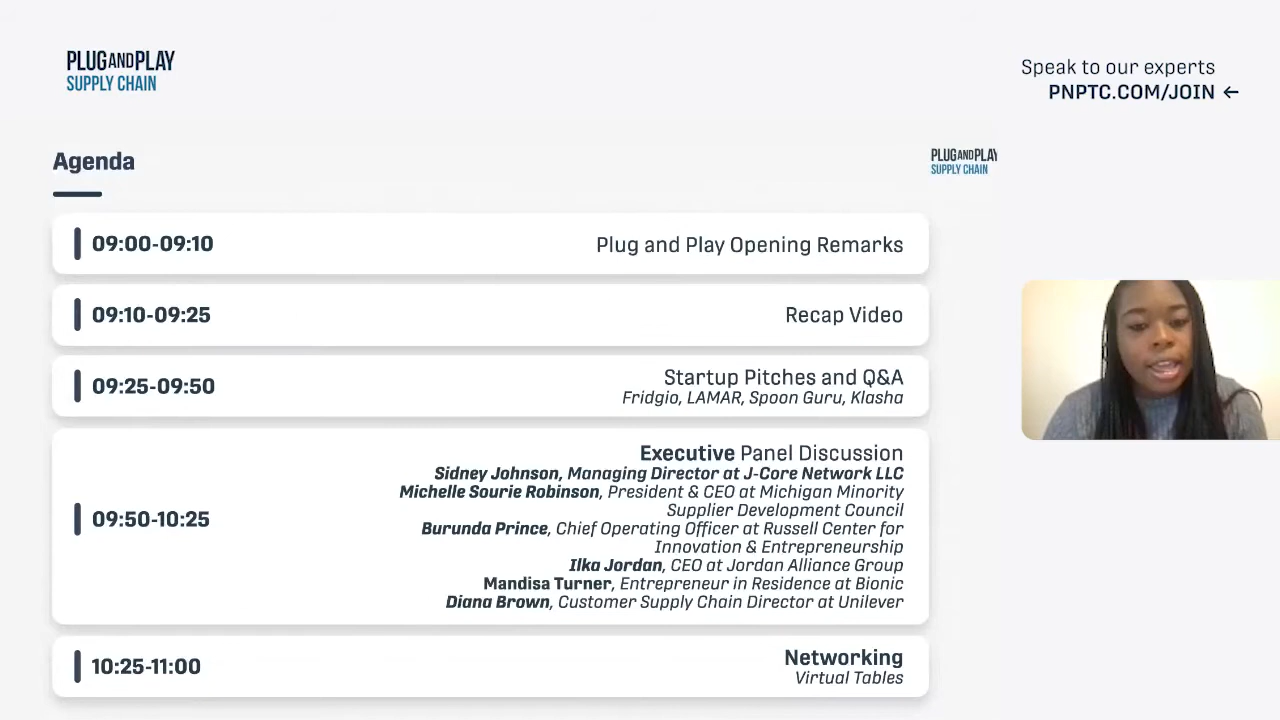 PLUGANDPLAY
SUPPLY CHAIN
Speak to our experts
PNPTC.COM/JOIN ←
Agenda
PLUGANDPLAY
SUPPLY CHAIN
09:00-09:10
Plug and Play Opening Remarks
09:10-09:25
Recap Video
09:25-09:50
Startup Pitches and Q&A
Fridgio, LAMAR, Spoon Guru, Klasha
09:50-10:25
Executive Panel Discussion
Sidney Johnson, Managing Director at J-Core Network LLC
Michelle Sourie Robinson, President & CEO at Michigan Minority
Supplier Development Council
Burunda Prince, Chief Operating Officer at Russell Center for
Innovation & Entrepreneurship
Ilka Jordan, CEO at Jordan Alliance Group
Mandisa Turner, Entrepreneur in Residence at Bionic
Diana Brown, Customer Supply Chain Director at Unilever
10:25-11:00
Networking
Virtual Tables